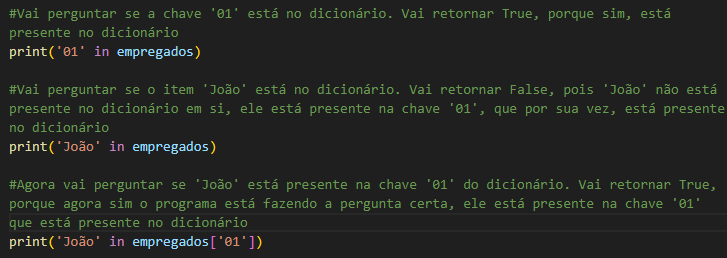 #Vai perguntar se a chave '01' está no dicionário. Vai retornar True, porque sim, está
presente no dicionário
print('01' in empregados)
#Vai perguntar se o item 'João' está no dicionário. Vai retornar False, pois 'João' não está
presente no dicionário em si, ele está presente na chave '01', que por sua vez, está presente
no dicionário
print('João' in empregados)
#Agora vai perguntar se 'João' está presente na chave '01' do dicionário. Vai retornar True,
porque agora sim o programa está fazendo a pergunta certa, ele está presente na chave '01'
que está presente no dicionário
print('João' in empregados['01'])